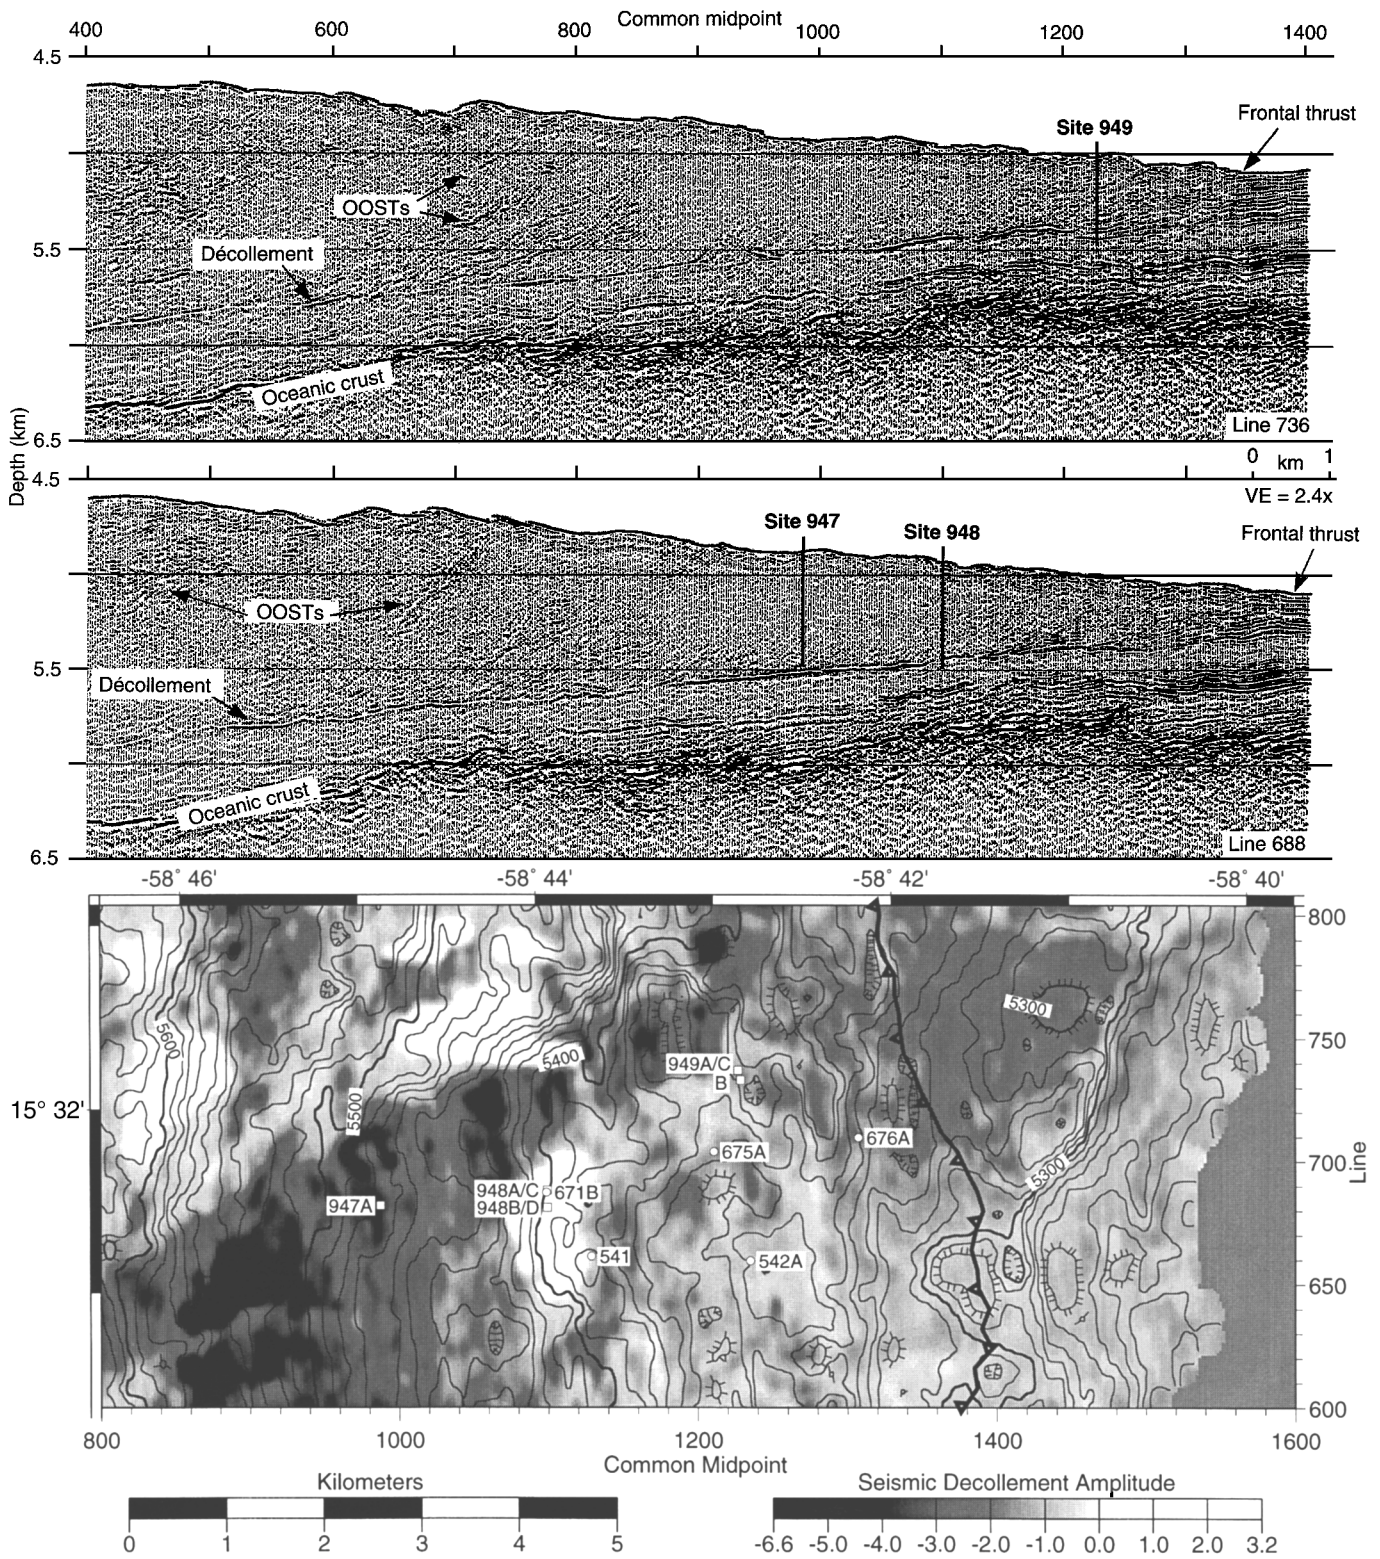 Common midpoint
400 600 800 1000 1200 1400
4.5
Frontal thrust
Site 949
OOSTs
5.5
Décollement
Oceanic crust
Line 736
6.5
0 km 1
Depth (km)
4.5
VE = 2.4x
Site 947
Site 948
Frontal thrust
OOSTs
5.5
Décollement
Oceanic crust
Line 688
6.5
-58° 46' -58° 44' -58° 42' -58° 40'
800
5300
5600
750
5400
949A/C
B
15° 32'
5500
676A
675A
700
5300
Line
948A/C 671B
947A
948B/D
541
542A
650
600
800 1000 1200 1400 1600
Common Midpoint
Kilometers
0 1 2 3 4 5
Seismic Decollement Amplitude
-6.6 -5.0 -4.0 -3.0 -2.0 -1.0 0.0 1.0 2.0 3.2